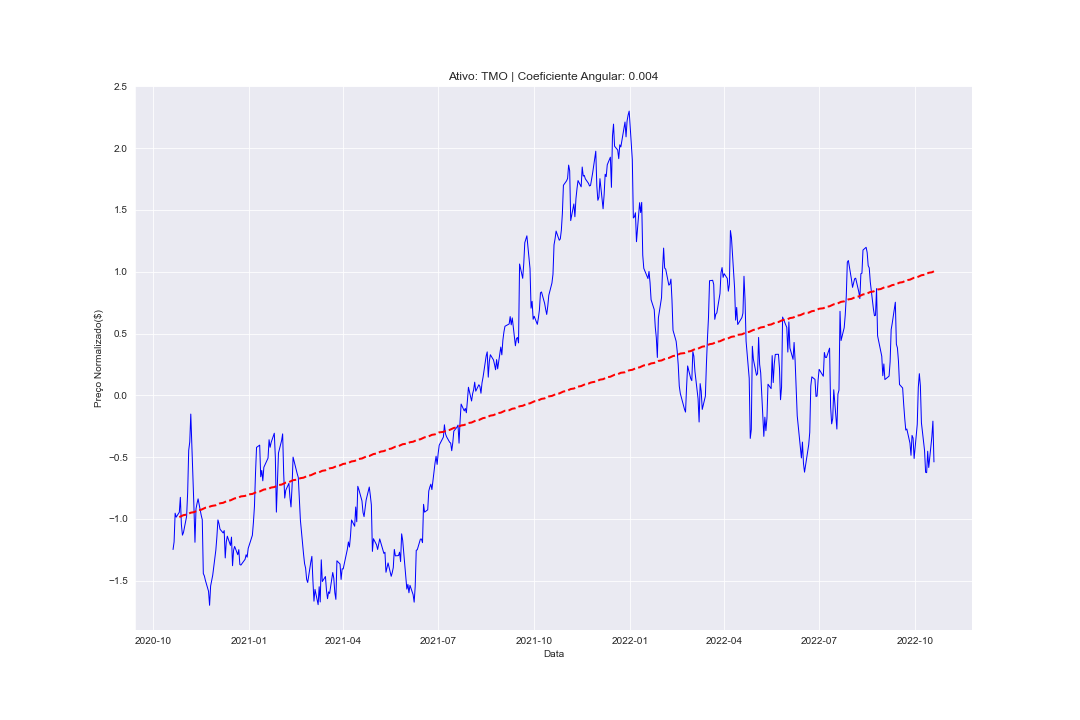 Ativo: TMO | Coeficiente Angular: 0.004
2.5
2.0
1.5
1.0
0.5
0.0
−0.5
−1.0
−1.5
Preço Normalizado($)
2020-10 2021-01 2021-04 2021-07 2021-10 2022-01 2022-04 2022-07 2022-10
Data